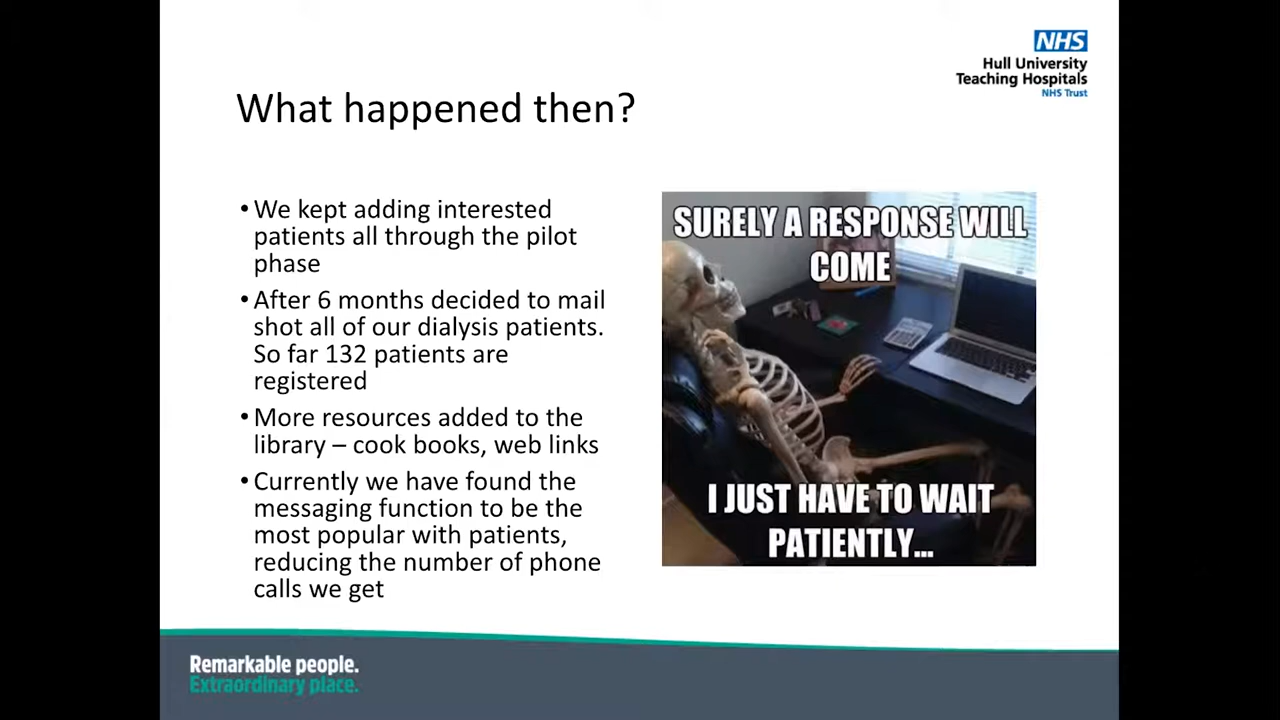 NHS
Hull University
Teaching Hospitals
NHS Trust
What happened then?
• We kept adding interested
patients all through the pilot
phase
• After 6 months decided to mail
shot all of our dialysis patients.
So far 132 patients are
registered
• More resources added to the
library – cook books, web links
• Currently we have found the
messaging function to be the
most popular with patients,
reducing the number of phone
calls we get
SURELY A RESPONSE WILL
COME
I JUST HAVE TO WAIT
PATIENTLY...
Remarkable people.
Extraordinary place.